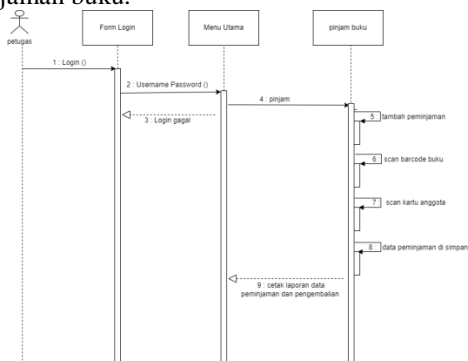 jaman buku.
petugas
Form Login
Menu Utama
pinjam buku
1 : Login ()
2 : Username Password ()
3 : Login gagal
4 : pinjam
5 : tambah peminjaman
6 : scan barcode buku
7 : scan kartu anggota
8 : data peminjaman di simpan
9 : cetak laporan data
peminjaman dan pengembalian